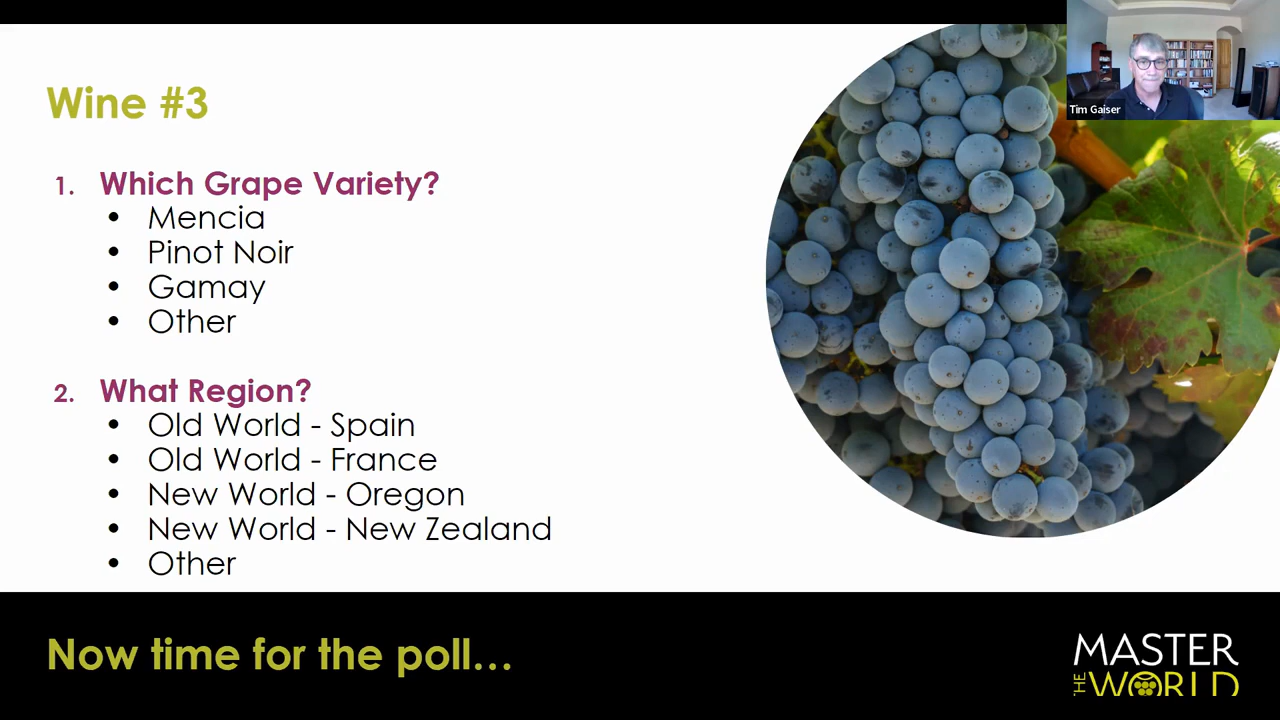 Wine #3
1. Which Grape Variety?
• Mencia
• Pinot Noir
• Gamay
• Other
2. What Region?
• Old World - Spain
• Old World - France
• New World - Oregon
• New World - New Zealand
• Other
Now time for the poll...
Tim Gaiser
MASTER
THE WORLD